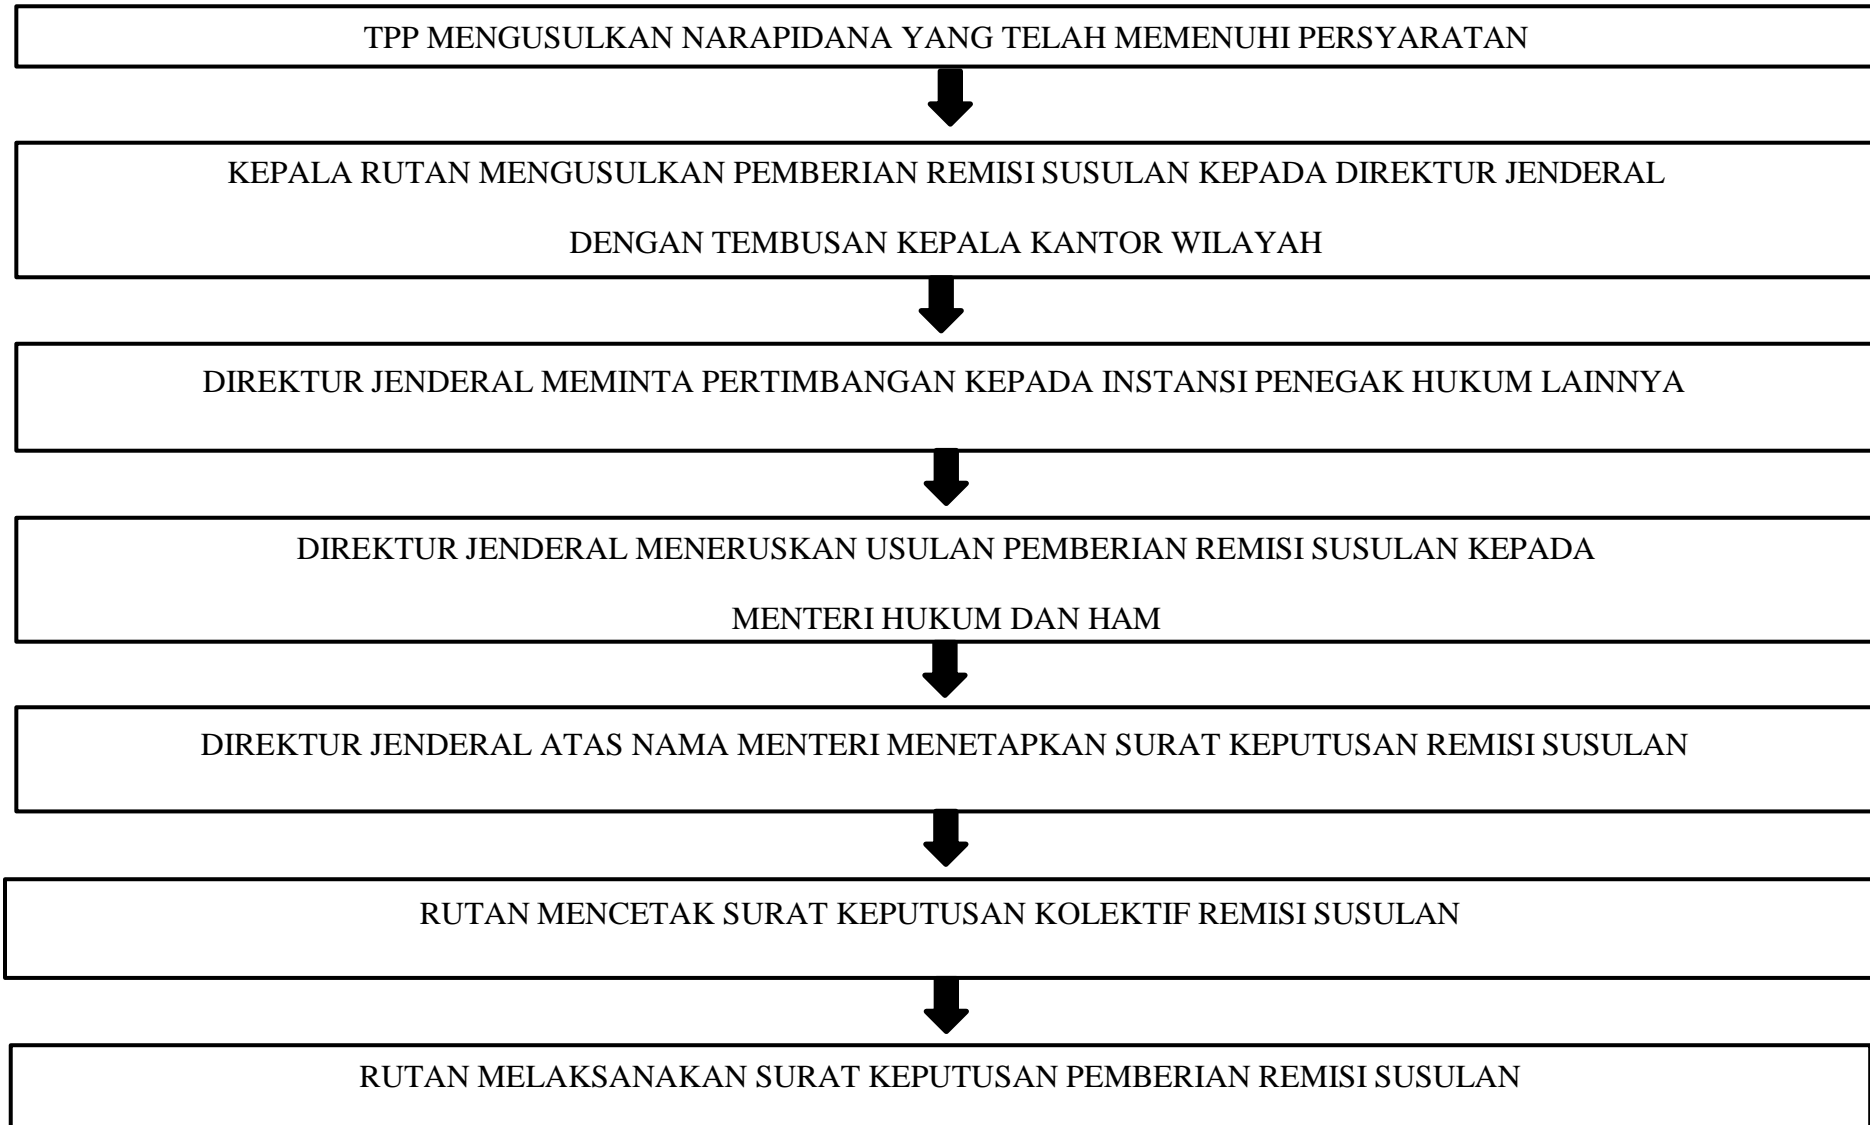 TPP MENGUSULKAN NARAPIDANA YANG TELAH MEMENUHI PERSYARATAN
KEPALA RUTAN MENGUSULKAN PEMBERIAN REMISI SUSULAN KEPADA DIREKTUR JENDERAL
DENGAN TEMBUSAN KEPALA KANTOR WILAYAH
DIREKTUR JENDERAL MEMINTA PERTIMBANGAN KEPADA INSTANSI PENEGAK HUKUM LAINNYA
DIREKTUR JENDERAL MENERUSKAN USULAN PEMBERIAN REMISI SUSULAN KEPADA
MENTERI HUKUM DAN HAM
DIREKTUR JENDERAL ATAS NAMA MENTERI MENETAPKAN SURAT KEPUTUSAN REMISI SUSULAN
RUTAN MENCETAK SURAT KEPUTUSAN KOLEKTIF REMISI SUSULAN
RUTAN MELAKSANAKAN SURAT KEPUTUSAN PEMBERIAN REMISI SUSULAN